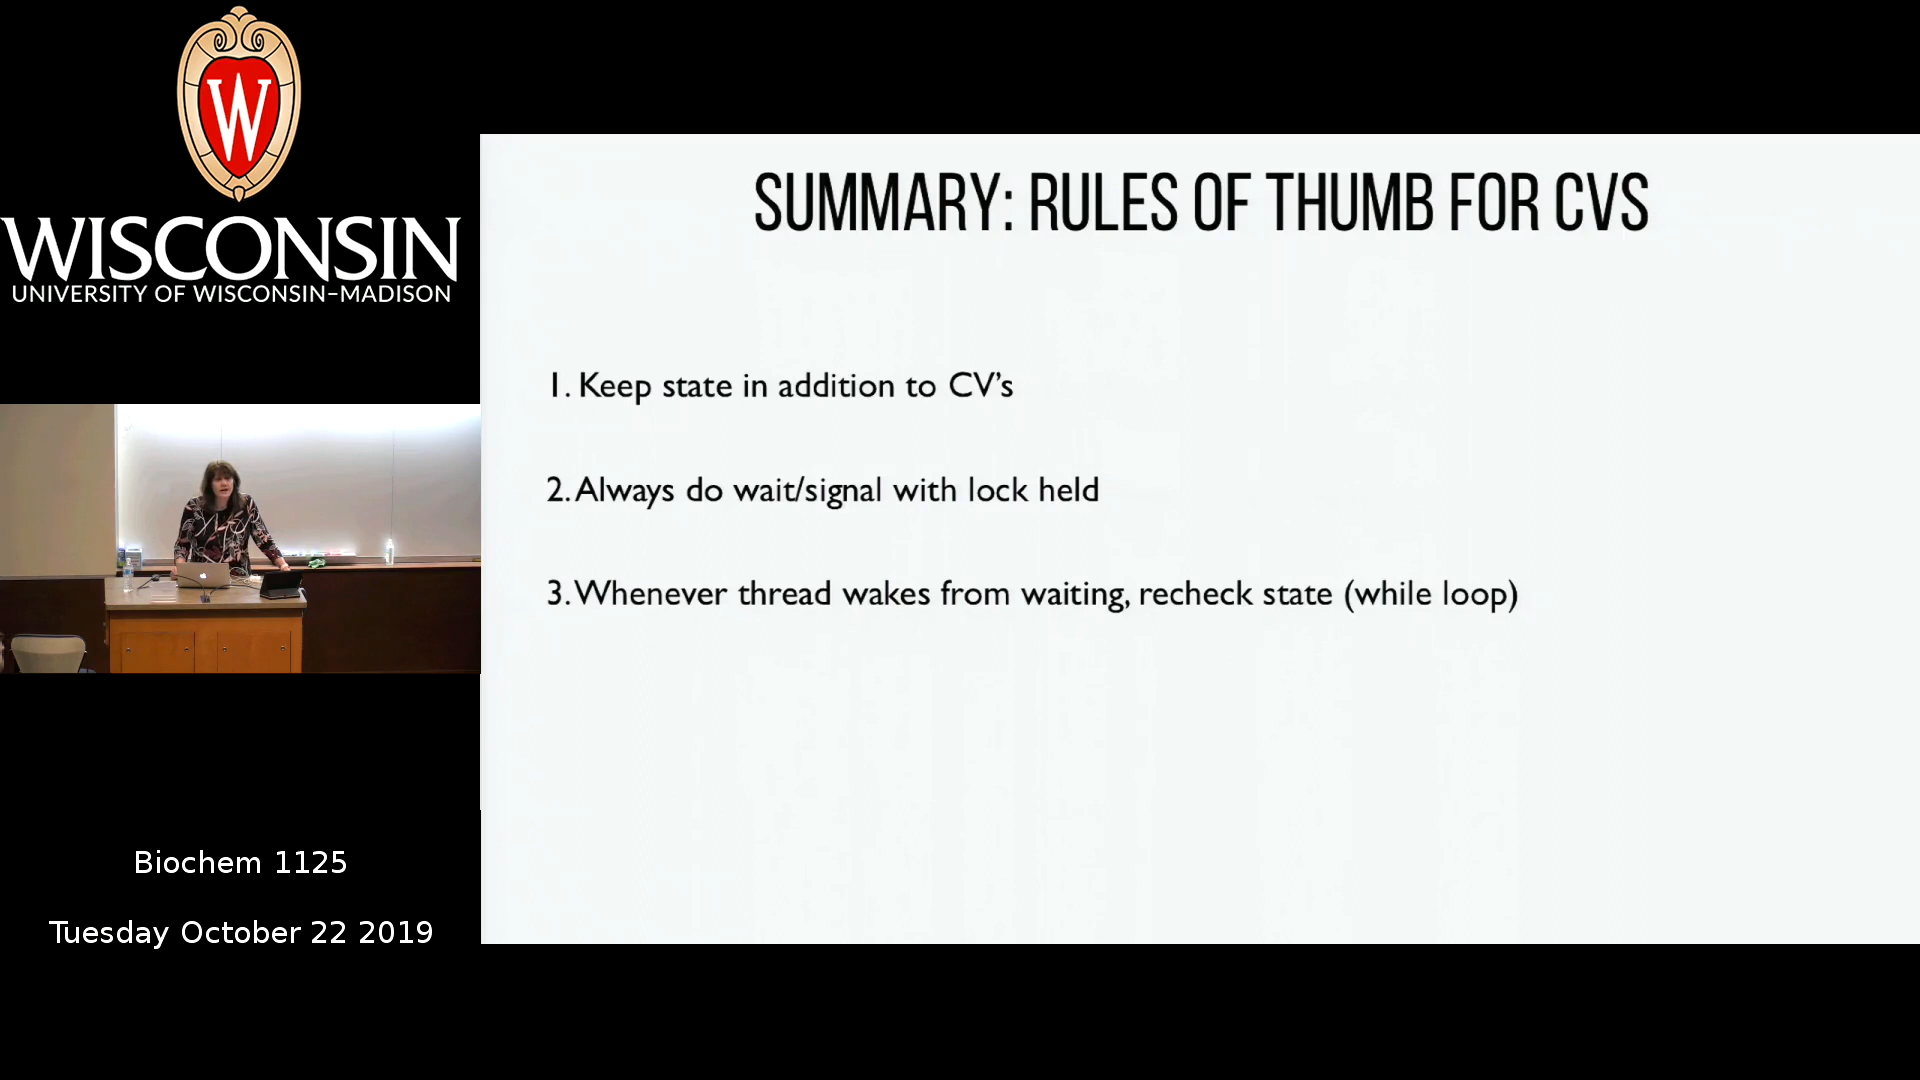 W
WISCONSIN
UNIVERSITY OF WISCONSIN-MADISON
SUMMARY: RULES OF THUMB FOR CVS
1. Keep state in addition to CV's
2. Always do wait/signal with lock held
3. Whenever thread wakes from waiting, recheck state (while loop)
Biochem 1125
Tuesday October 22 2019